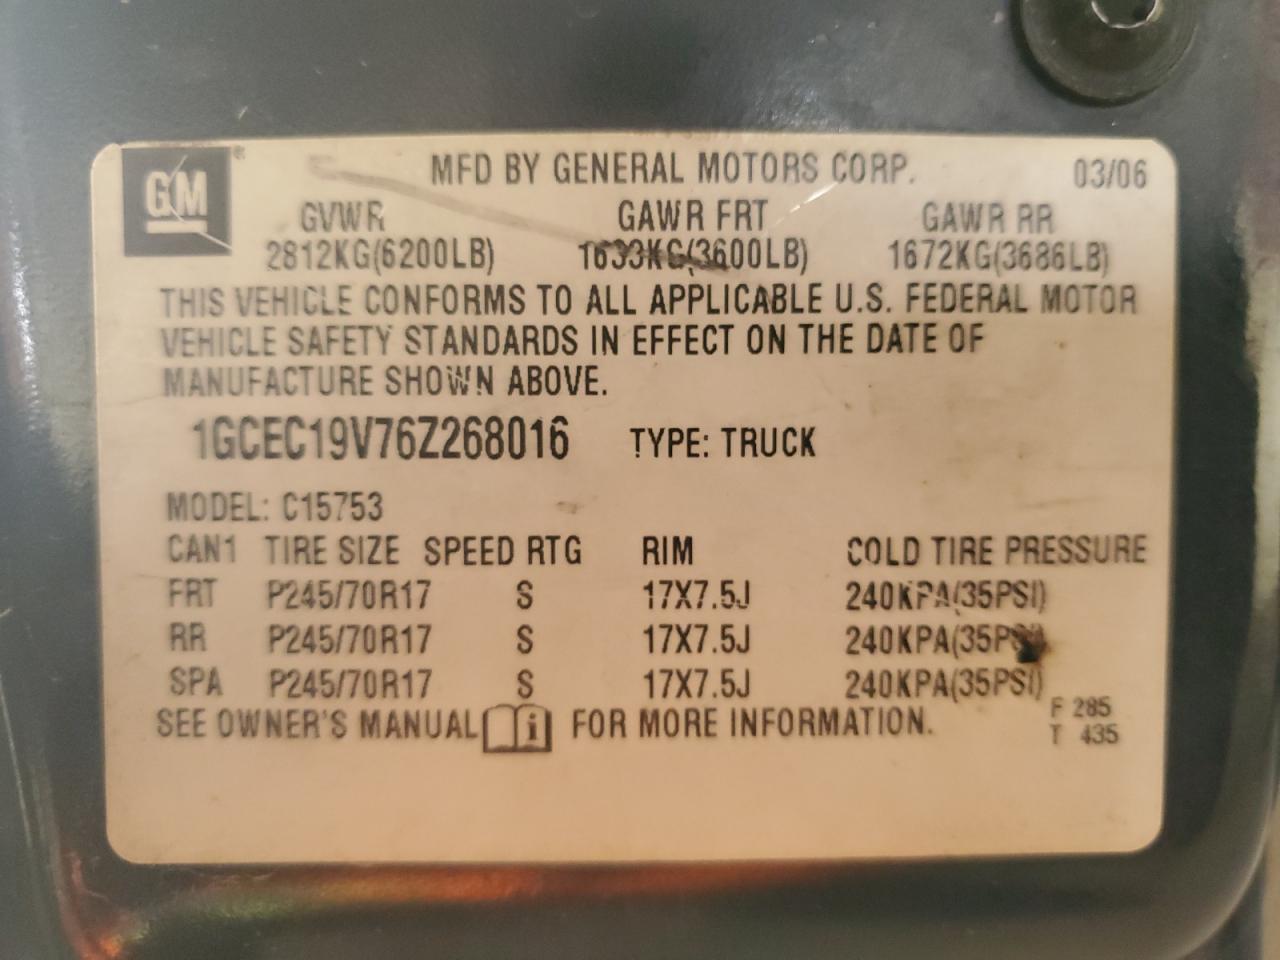 GM ® MFD BY GENERAL MOTORS CORP. 03/06
GVWR GAWR FRT GAWR RR
2812KG(6200LB) 1633KG(3600LB) 1672KG(3686LB)
THIS VEHICLE CONFORMS TO ALL APPLICABLE U.S. FEDERAL MOTOR
VEHICLE SAFETY STANDARDS IN EFFECT ON THE DATE OF
MANUFACTURE SHOWN ABOVE.
1GCEC19V76Z268016 TYPE: TRUCK
MODEL: C15753
CAN1 TIRE SIZE SPEED RTG RIM COLD TIRE PRESSURE
FRT P245/70R17 S 17X7.5J 240KPA(35PSI)
RR P245/70R17 S 17X7.5J 240KPA(35PSI)
SPA P245/70R17 S 17X7.5J 240KPA(35PSI)
SEE OWNER'S MANUAL i FOR MORE INFORMATION.
F 285
T 435